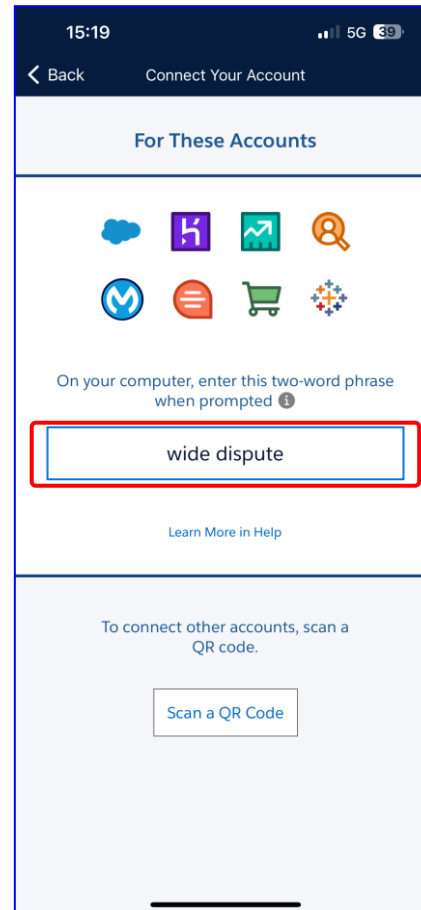 15:19 5G 39
Back Connect Your Account
For These Accounts
On your computer, enter this two-word phrase
when prompted
wide dispute
Learn More in Help
To connect other accounts, scan a
QR code.
Scan a QR Code